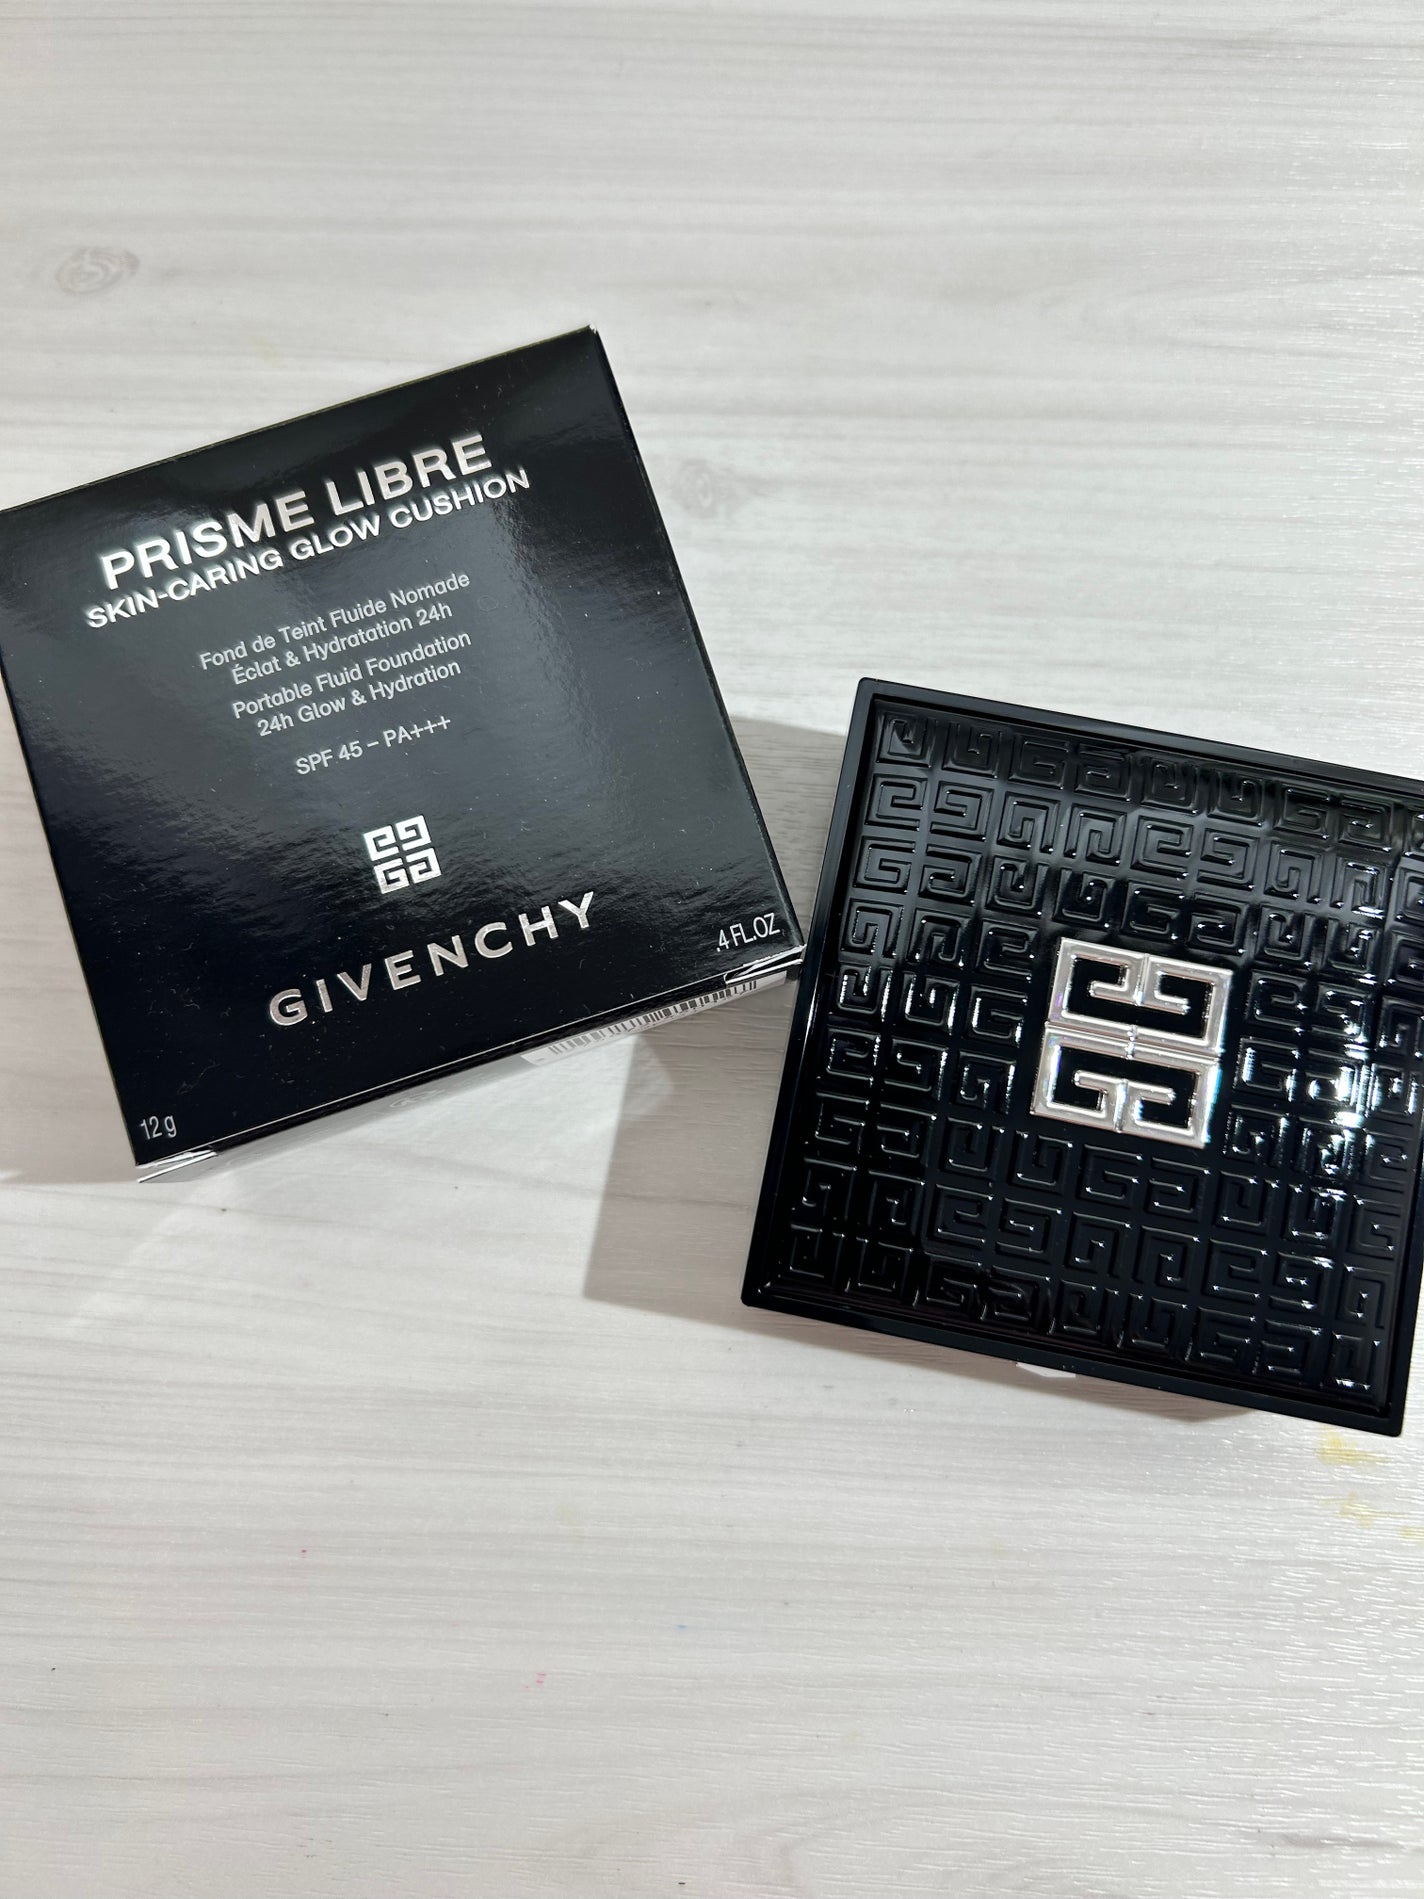 PRISME LIBRE
SKIN-CARING GLOW CUSHION
Fond de Teint Fluide Nomade
Éclat & Hydratation 24h
Portable Fluid Foundation
24h Glow & Hydration
SPF 45 – PA+++
GIVENCHY
12 g
.4 FL.OZ